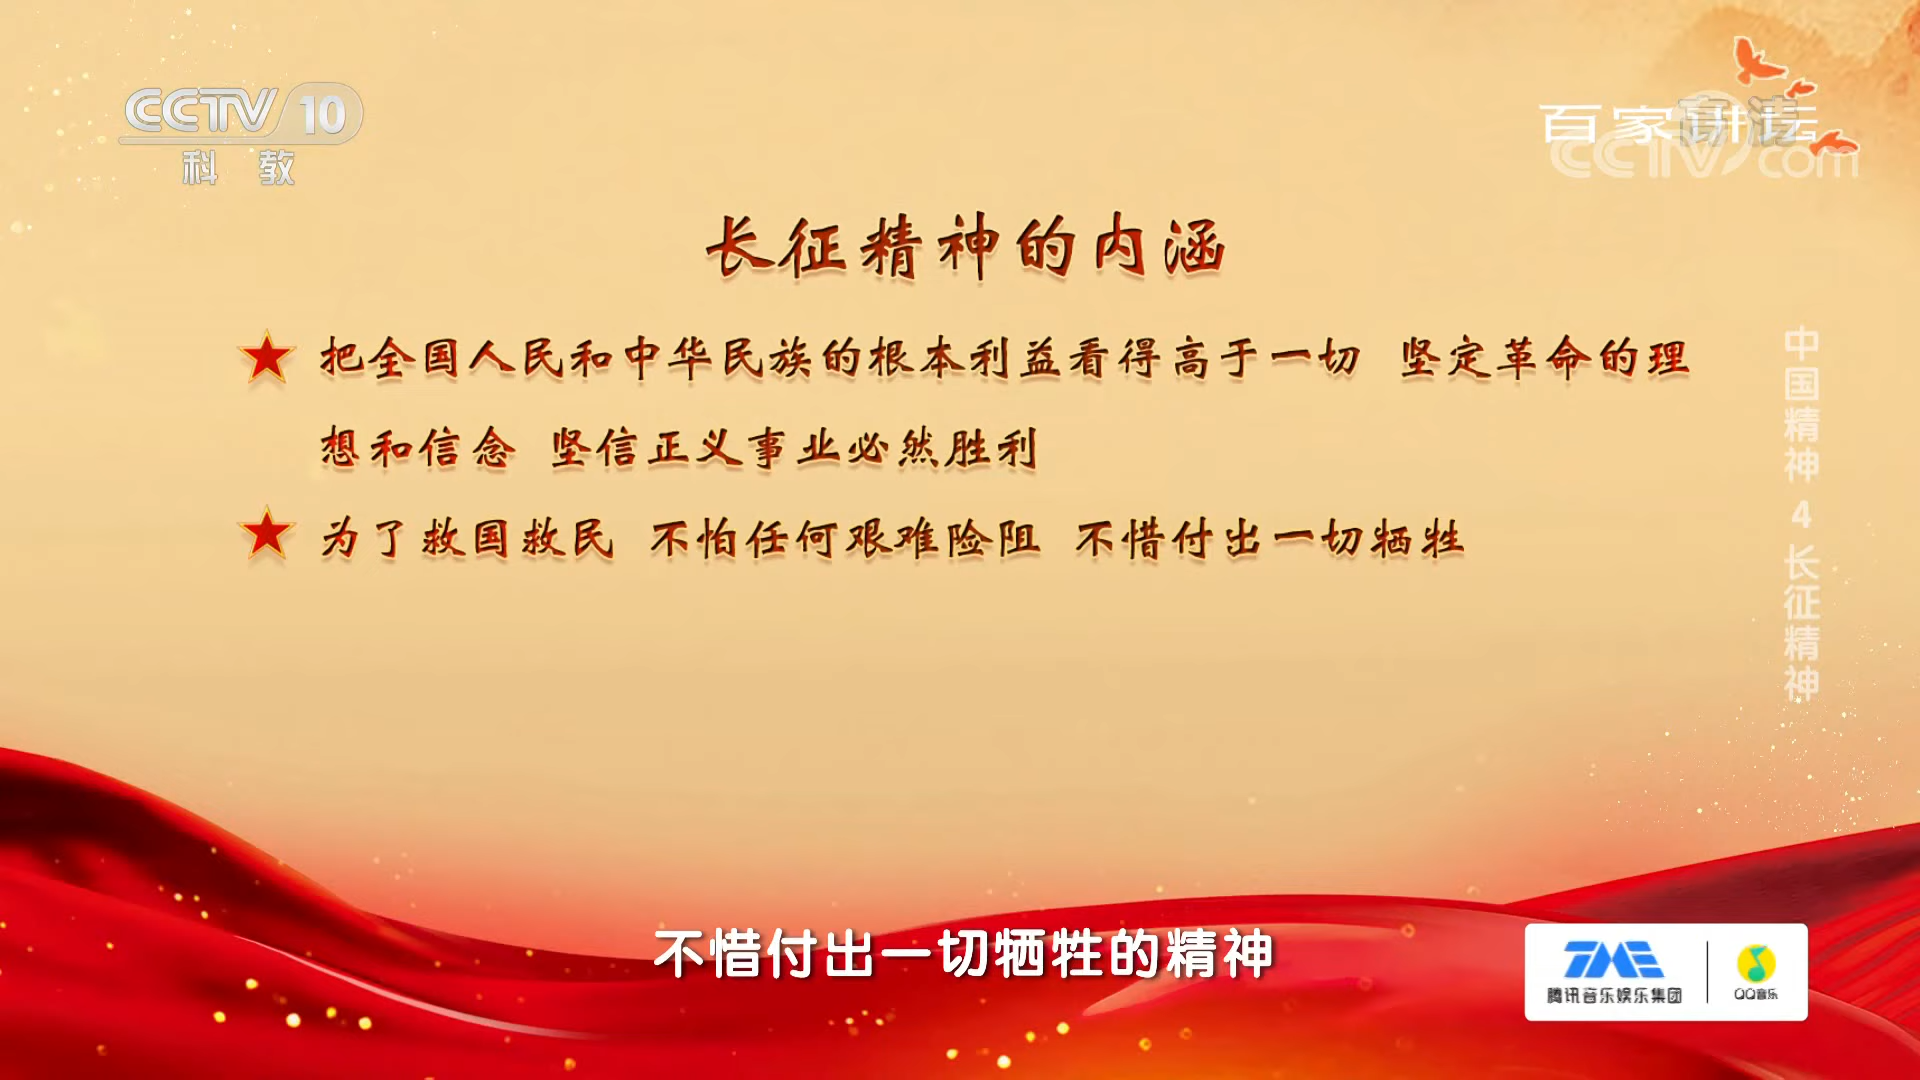 CCTV 10
科 教
百家讲坛
高清
CCTV.com
长征精神的内涵
把全国人民和中华民族的根本利益看得高于一切 坚定革命的理
想和信念 坚信正义事业必然胜利
为了救国救民 不怕任何艰难险阻 不惜付出一切牺牲
中国精神 4 长征精神
不惜付出一切牺牲的精神
TME
腾讯音乐娱乐集团
QQ音乐